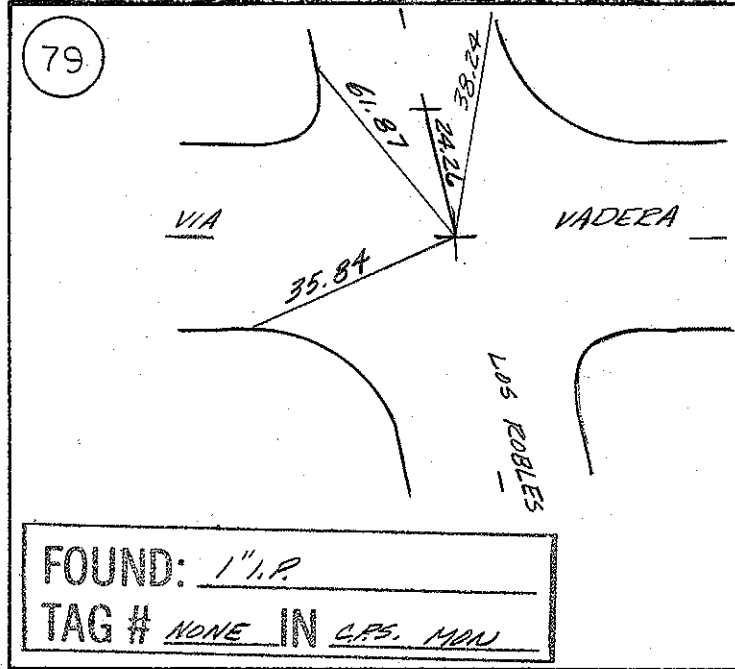 79
61.87
24.26
38.24
VIA
VADERA
35.84
LOS ROBLES
FOUND: 1" I.P.
TAG # NONE IN C.P.S. MON